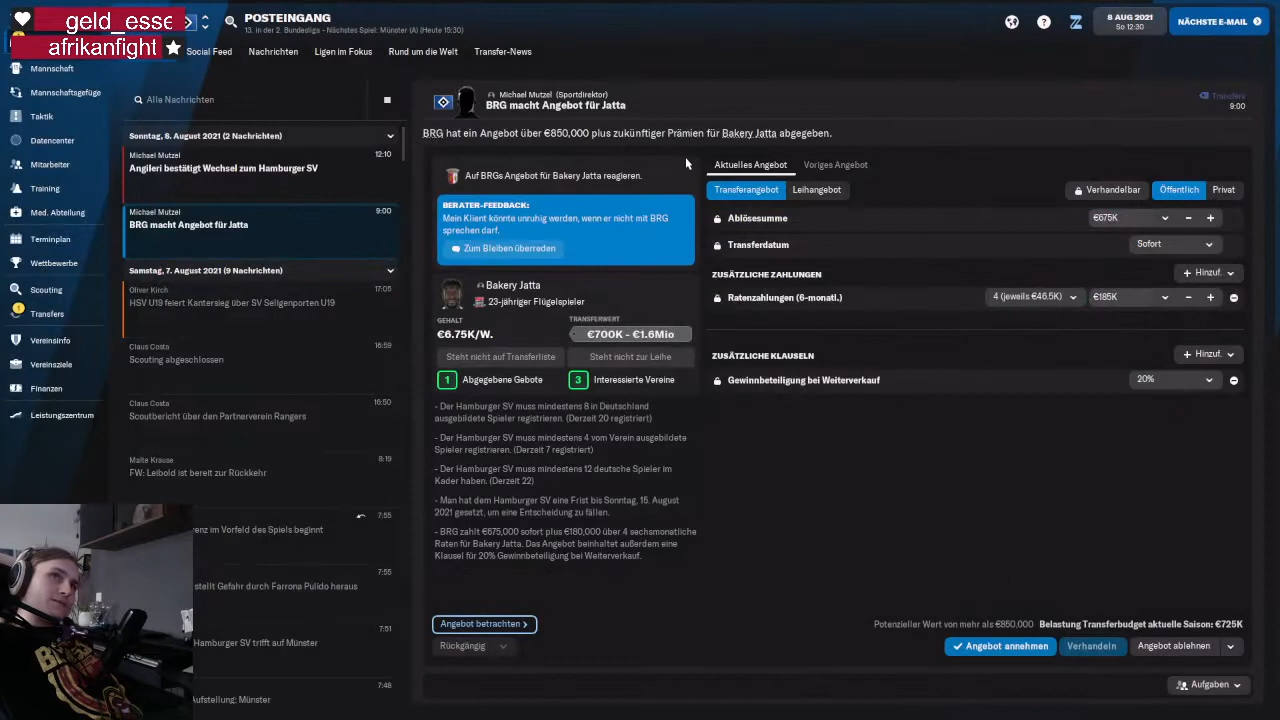 geld_esse
afrikanfight
POSTEINGANG
13. in der 2. Bundesliga - Nächstes Spiel: Münster (A) (Heute 15:30)
8 AUG 2021
So 12:30
NÄCHSTE E-MAIL
Social Feed
Nachrichten
Ligen im Fokus
Rund um die Welt
Transfer-News
Mannschaft
Mannschaftsgefüge
Taktik
Datencenter
Mitarbeiter
Training
Med. Abteilung
Terminplan
Wettbewerbe
Scouting
1
Transfers
Vereinsinfo
Vereinsziele
Finanzen
Leistungszentrum
Alle Nachrichten
Sonntag, 8. August 2021 (2 Nachrichten)
Michael Mutzel 12:10
Angileri bestätigt Wechsel zum Hamburger SV
Michael Mutzel 9:00
BRG macht Angebot für Jatta
Samstag, 7. August 2021 (9 Nachrichten)
Oliver Kirch 17:05
HSV U19 feiert Kantersieg über SV Seligenporten U19
Claus Costa 16:59
Scouting abgeschlossen
Claus Costa 16:50
Scoutbericht über den Partnerverein Rangers
Malte Krause 8:19
FW: Leibold ist bereit zur Rückkehr
7:55
renz im Vorfeld des Spiels beginnt
7:55
stellt Gefahr durch Farrona Pulido heraus
7:51
Hamburger SV trifft auf Münster
7:48
Aufstellung: Münster
Michael Mutzel (Sportdirektor)
BRG macht Angebot für Jatta
Transfers
9:00
BRG hat ein Angebot über €850,000 plus zukünftiger Prämien für Bakery Jatta abgegeben.
Auf BRGs Angebot für Bakery Jatta reagieren.
BERATER-FEEDBACK:
Mein Klient könnte unruhig werden, wenn er nicht mit BRG
sprechen darf.
Zum Bleiben überreden
Bakery Jatta
23-jähriger Flügelspieler
GEHALT
€6.75K/W.
TRANSFERWERT
€700K - €1.6Mio
Steht nicht auf Transferliste
Steht nicht zur Leihe
1 Abgegebene Gebote
3 Interessierte Vereine
- Der Hamburger SV muss mindestens 8 in Deutschland
ausgebildete Spieler registrieren. (Derzeit 20 registriert)
- Der Hamburger SV muss mindestens 4 vom Verein ausgebildete
Spieler registrieren. (Derzeit 7 registriert)
- Der Hamburger SV muss mindestens 12 deutsche Spieler im
Kader haben. (Derzeit 22)
- Man hat dem Hamburger SV eine Frist bis Sonntag, 15. August
2021 gesetzt, um eine Entscheidung zu fällen.
- BRG zahlt €675,000 sofort plus €180,000 über 4 sechsmonatliche
Raten für Bakery Jatta. Das Angebot beinhaltet außerdem eine
Klausel für 20% Gewinnbeteiligung bei Weiterverkauf.
Angebot betrachten
Rückgängig
Aktuelles Angebot
Voriges Angebot
Transferangebot
Leihangebot
Verhandelbar
Öffentlich
Privat
Ablösesumme €675K
Transferdatum Sofort
ZUSÄTZLICHE ZAHLUNGEN
Hinzuf.
Ratenzahlungen (6-monatl.) 4 (jeweils €46.5K) €185K
ZUSÄTZLICHE KLAUSELN
Hinzuf.
Gewinnbeteiligung bei Weiterverkauf 20%
Potenzieller Wert von mehr als €850,000 Belastung Transferbudget aktuelle Saison: €725K
Angebot annehmen
Verhandeln
Angebot ablehnen
Aufgaben